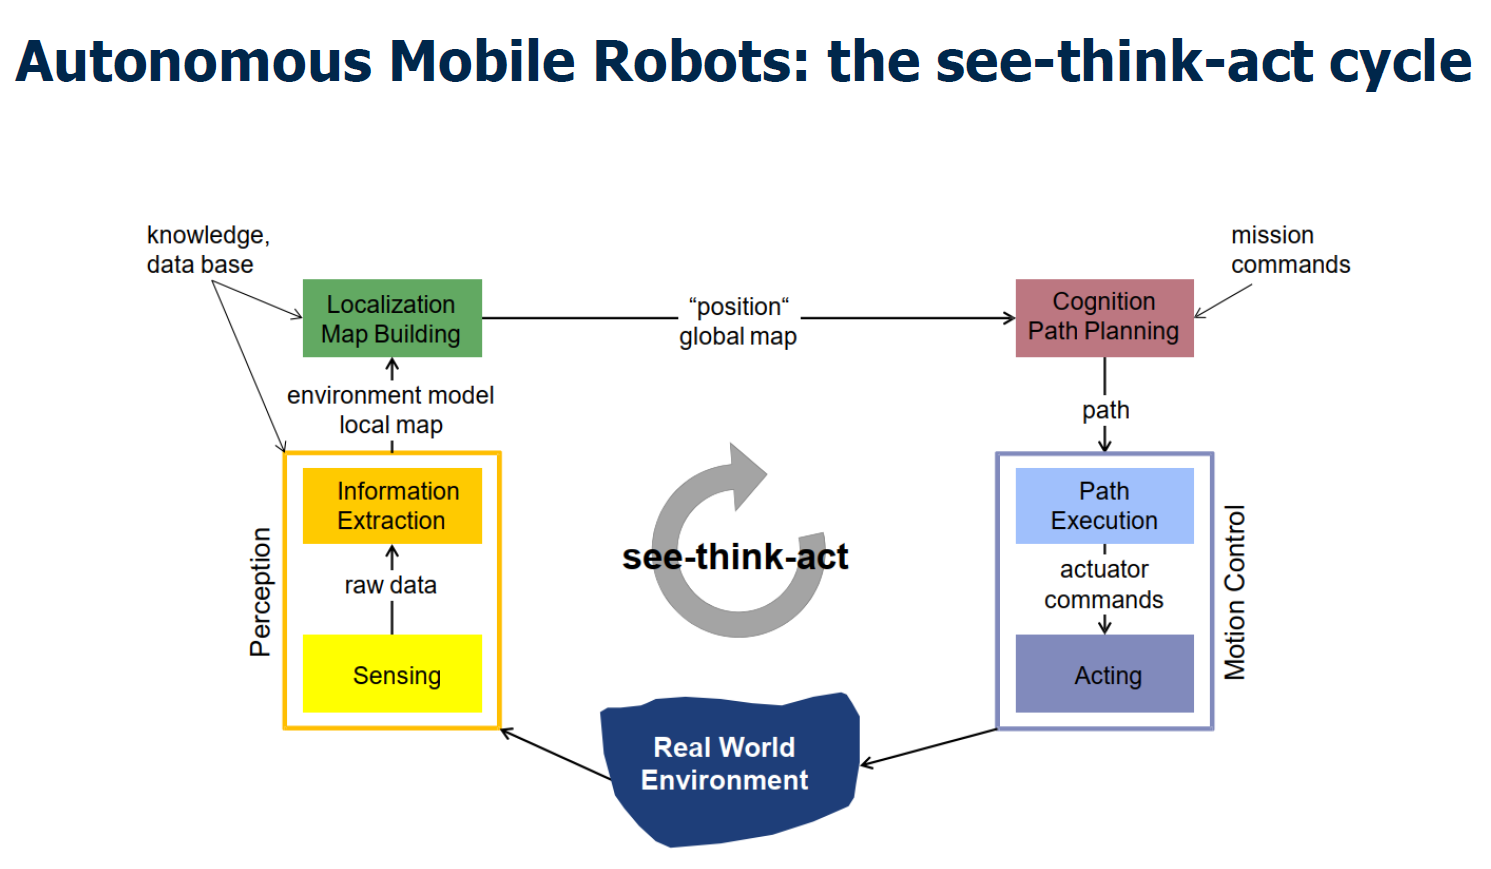 Autonomous Mobile Robots: the see-think-act cycle
knowledge,
data base
Localization
Map Building
“position“
global map
Cognition
Path Planning
mission
commands
environment model
local map
path
Information
Extraction
raw data
Sensing
Perception
see-think-act
Path
Execution
actuator
commands
Acting
Motion Control
Real World
Environment